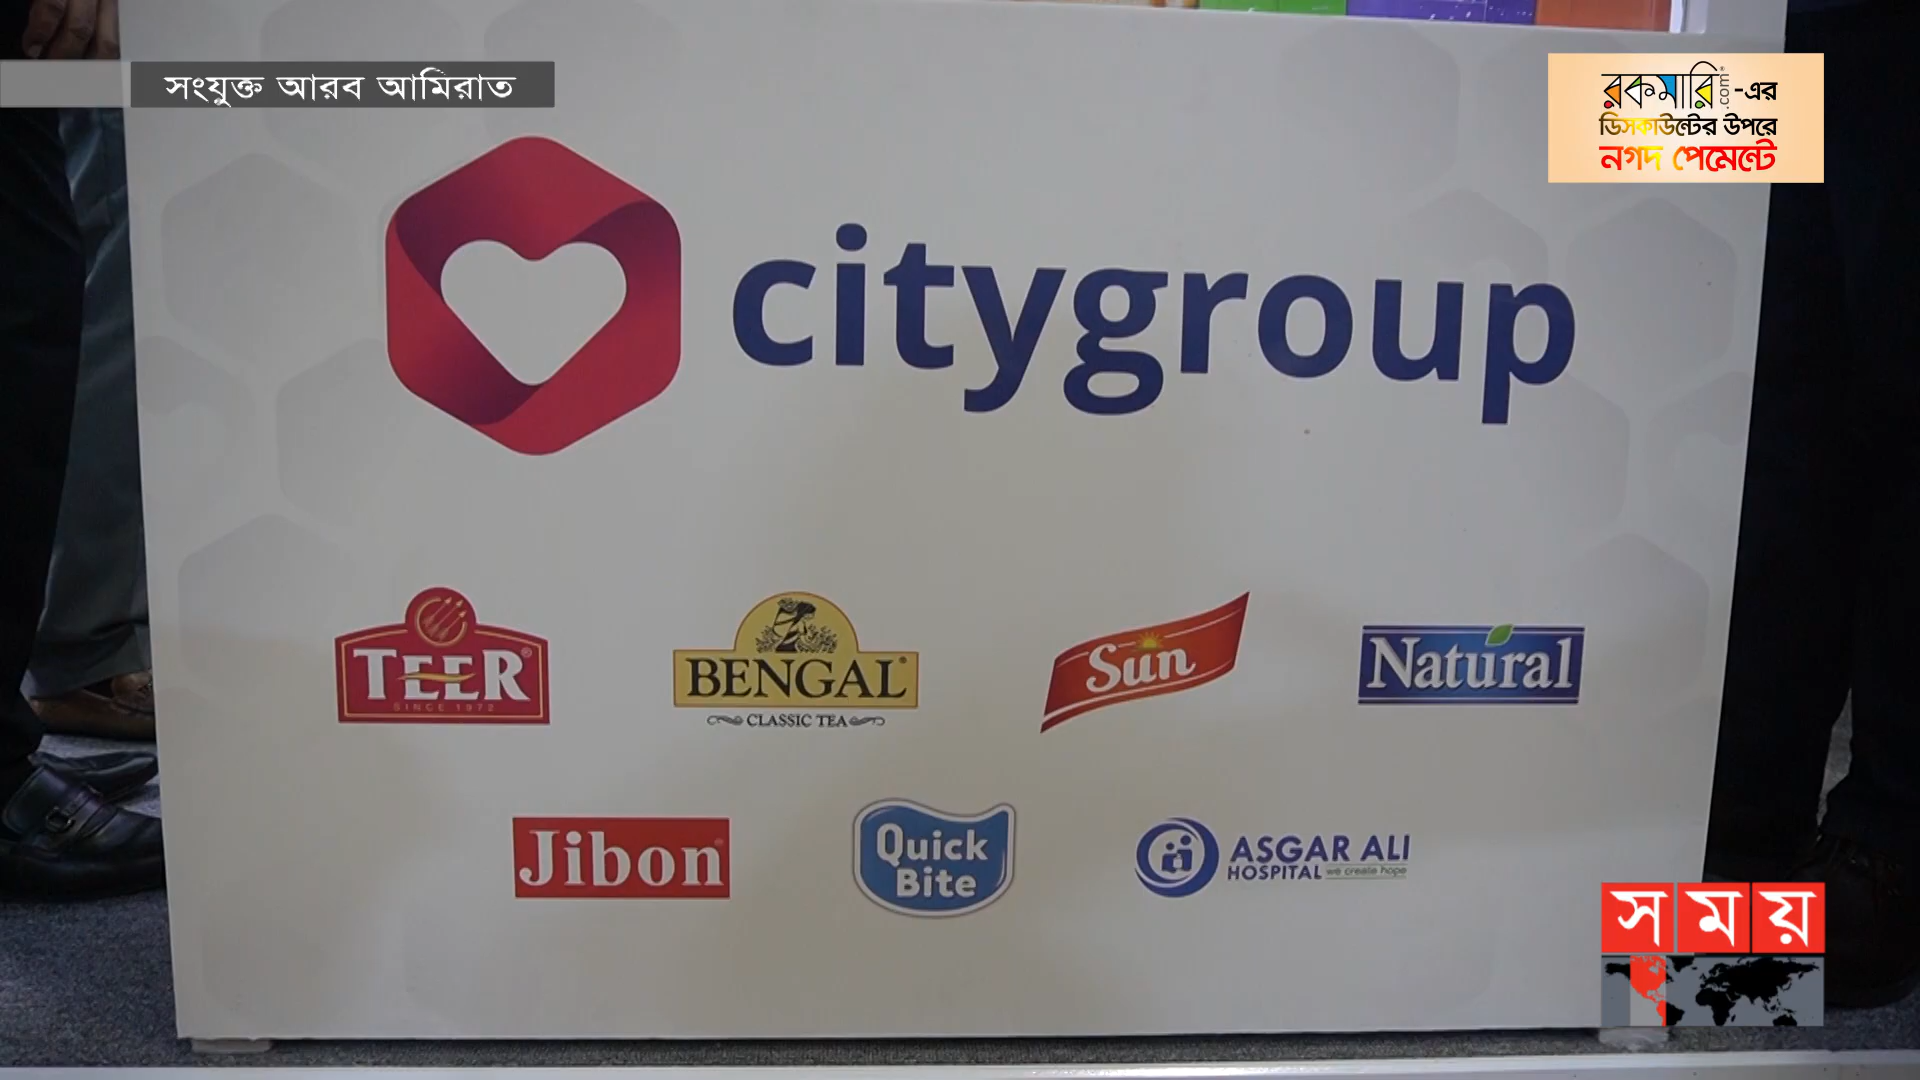 সংযুক্ত আরব আমিরাত
রকমারি.com-এর
ডিসকাউন্টের উপরে
নগদ পেমেন্টে
citygroup
TEER®
SINCE 1972
BENGAL®
CLASSIC TEA
Sun
Natural
Jibon
Quick
Bite
ASGAR ALI
HOSPITAL we create hope
সময়